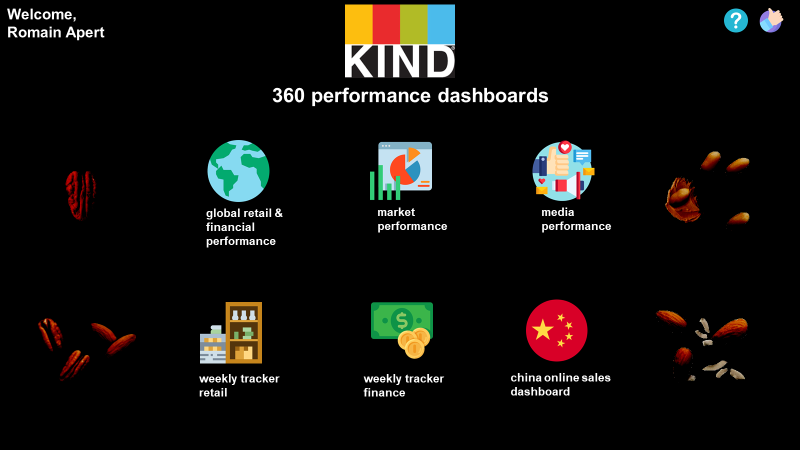 Welcome,
Romain Apert
KIND
360 performance dashboards
?
global retail &
financial
performance
market
performance
media
performance
$
weekly tracker
retail
weekly tracker
finance
china online sales
dashboard